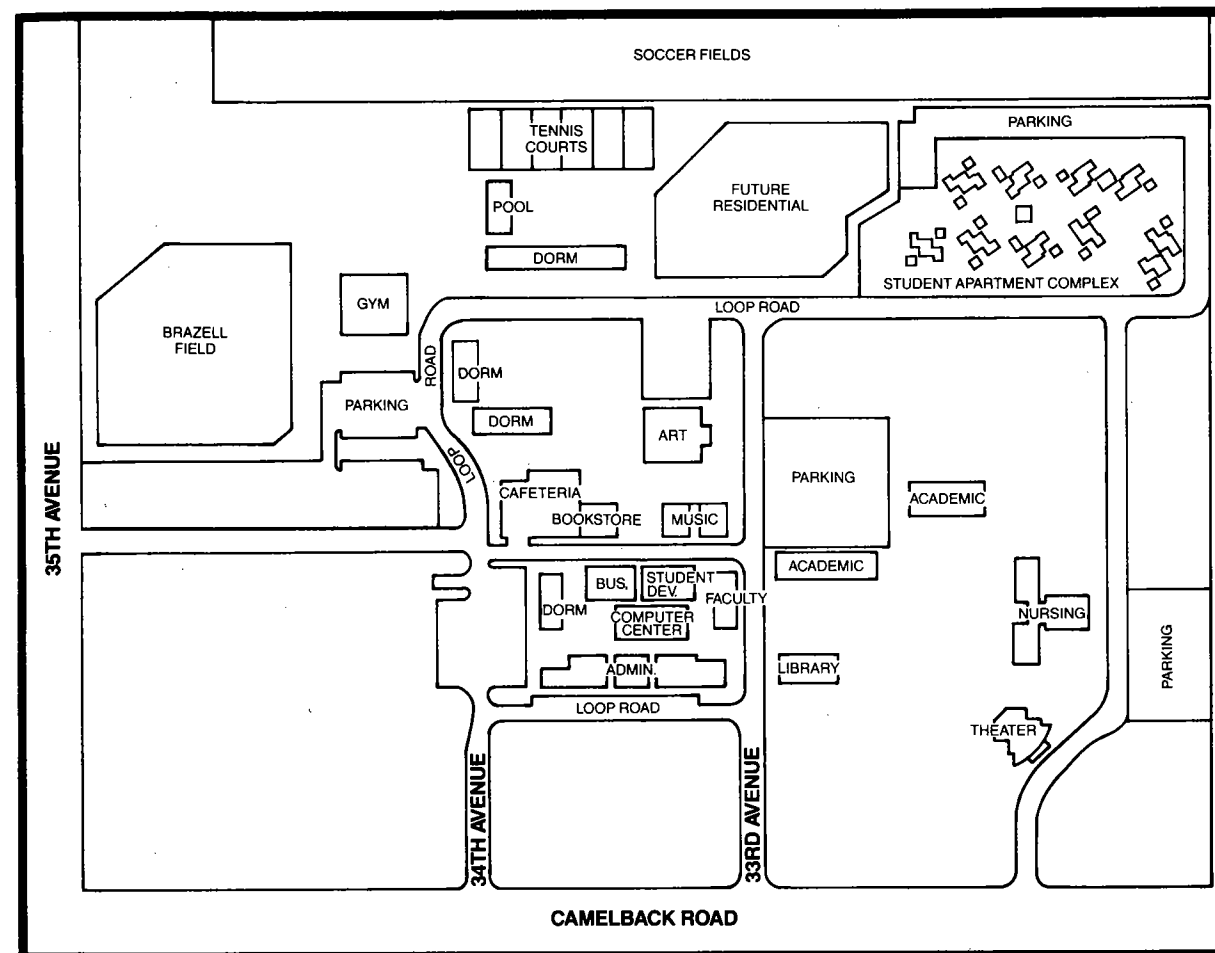 SOCCER FIELDS
TENNIS
COURTS
PARKING
POOL
FUTURE
RESIDENTIAL
DORM
STUDENT APARTMENT COMPLEX
GYM
LOOP ROAD
BRAZELL
FIELD
ROAD
DORM
PARKING
DORM
ART
LOOP
PARKING
CAFETERIA
ACADEMIC
BOOKSTORE
MUSIC
35TH AVENUE
ACADEMIC
BUS.
STUDENT
DEV.
FACULTY
DORM
COMPUTER
CENTER
NURSING
PARKING
ADMIN.
LIBRARY
LOOP ROAD
THEATER
34TH AVENUE
33RD AVENUE
CAMELBACK ROAD